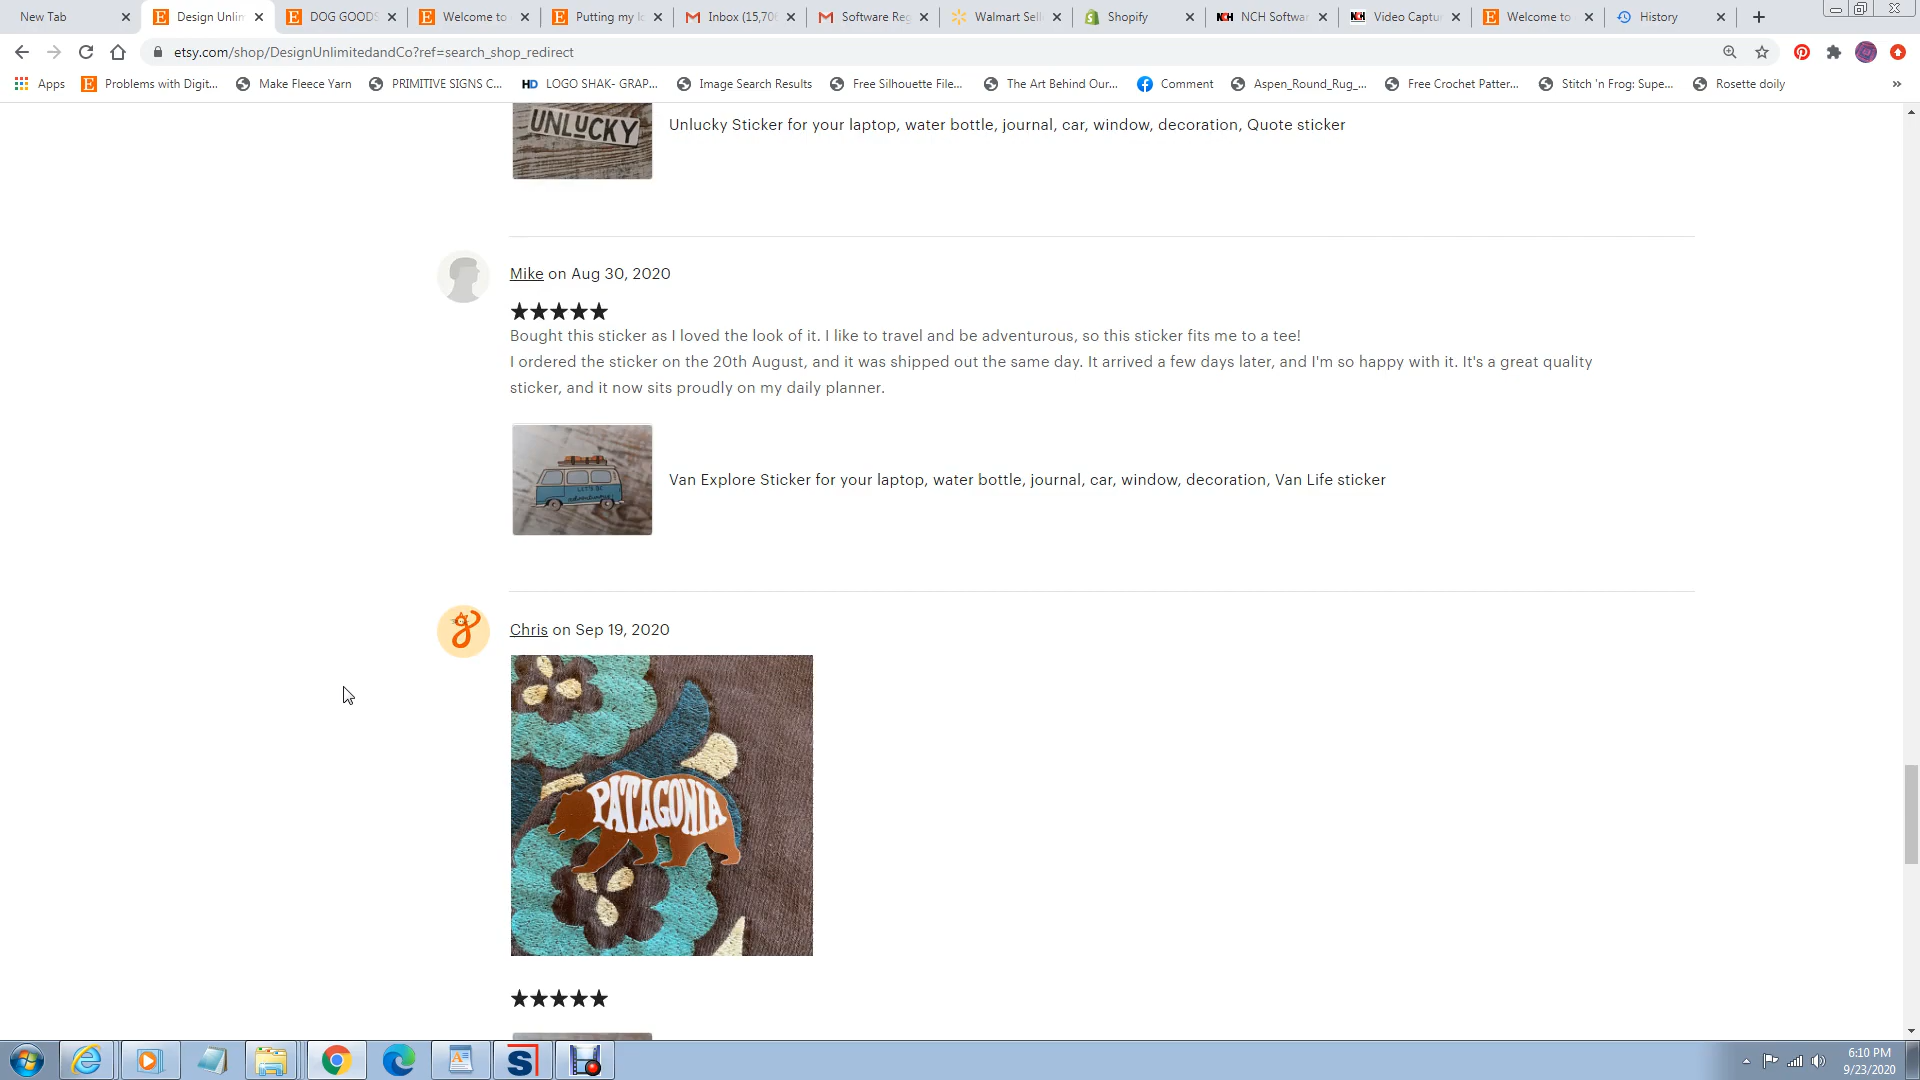 New Tab
Design Unlin
DOG GOODS
Welcome to
Putting my lo
Inbox (15,706
Software Reg
Walmart Sell
Shopify
NCH Softwar
Video Captur
Welcome to
History
etsy.com/shop/DesignUnlimitedandCo?ref=search_shop_redirect
Apps
Problems with Digit...
Make Fleece Yarn
PRIMITIVE SIGNS C...
HD LOGO SHAK- GRAP...
Image Search Results
Free Silhouette File...
The Art Behind Our...
Comment
Aspen_Round_Rug_...
Free Crochet Patter...
Stitch 'n Frog: Supe...
Rosette doily
»
UNLUCKY
Unlucky Sticker for your laptop, water bottle, journal, car, window, decoration, Quote sticker
Mike on Aug 30, 2020
Bought this sticker as I loved the look of it. I like to travel and be adventurous, so this sticker fits me to a tee!
I ordered the sticker on the 20th August, and it was shipped out the same day. It arrived a few days later, and I'm so happy with it. It's a great quality
sticker, and it now sits proudly on my daily planner.
LET'S BE
adventurous
Van Explore Sticker for your laptop, water bottle, journal, car, window, decoration, Van Life sticker
Chris on Sep 19, 2020
PATAGONIA
6:10 PM
9/23/2020